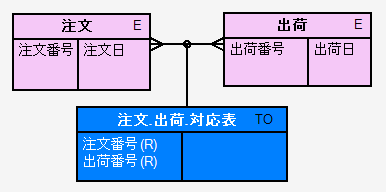 注文 E
注文番号 注文日
出荷 E
出荷番号 出荷日
注文.出荷.対応表 TO
注文番号(R)
出荷番号(R)